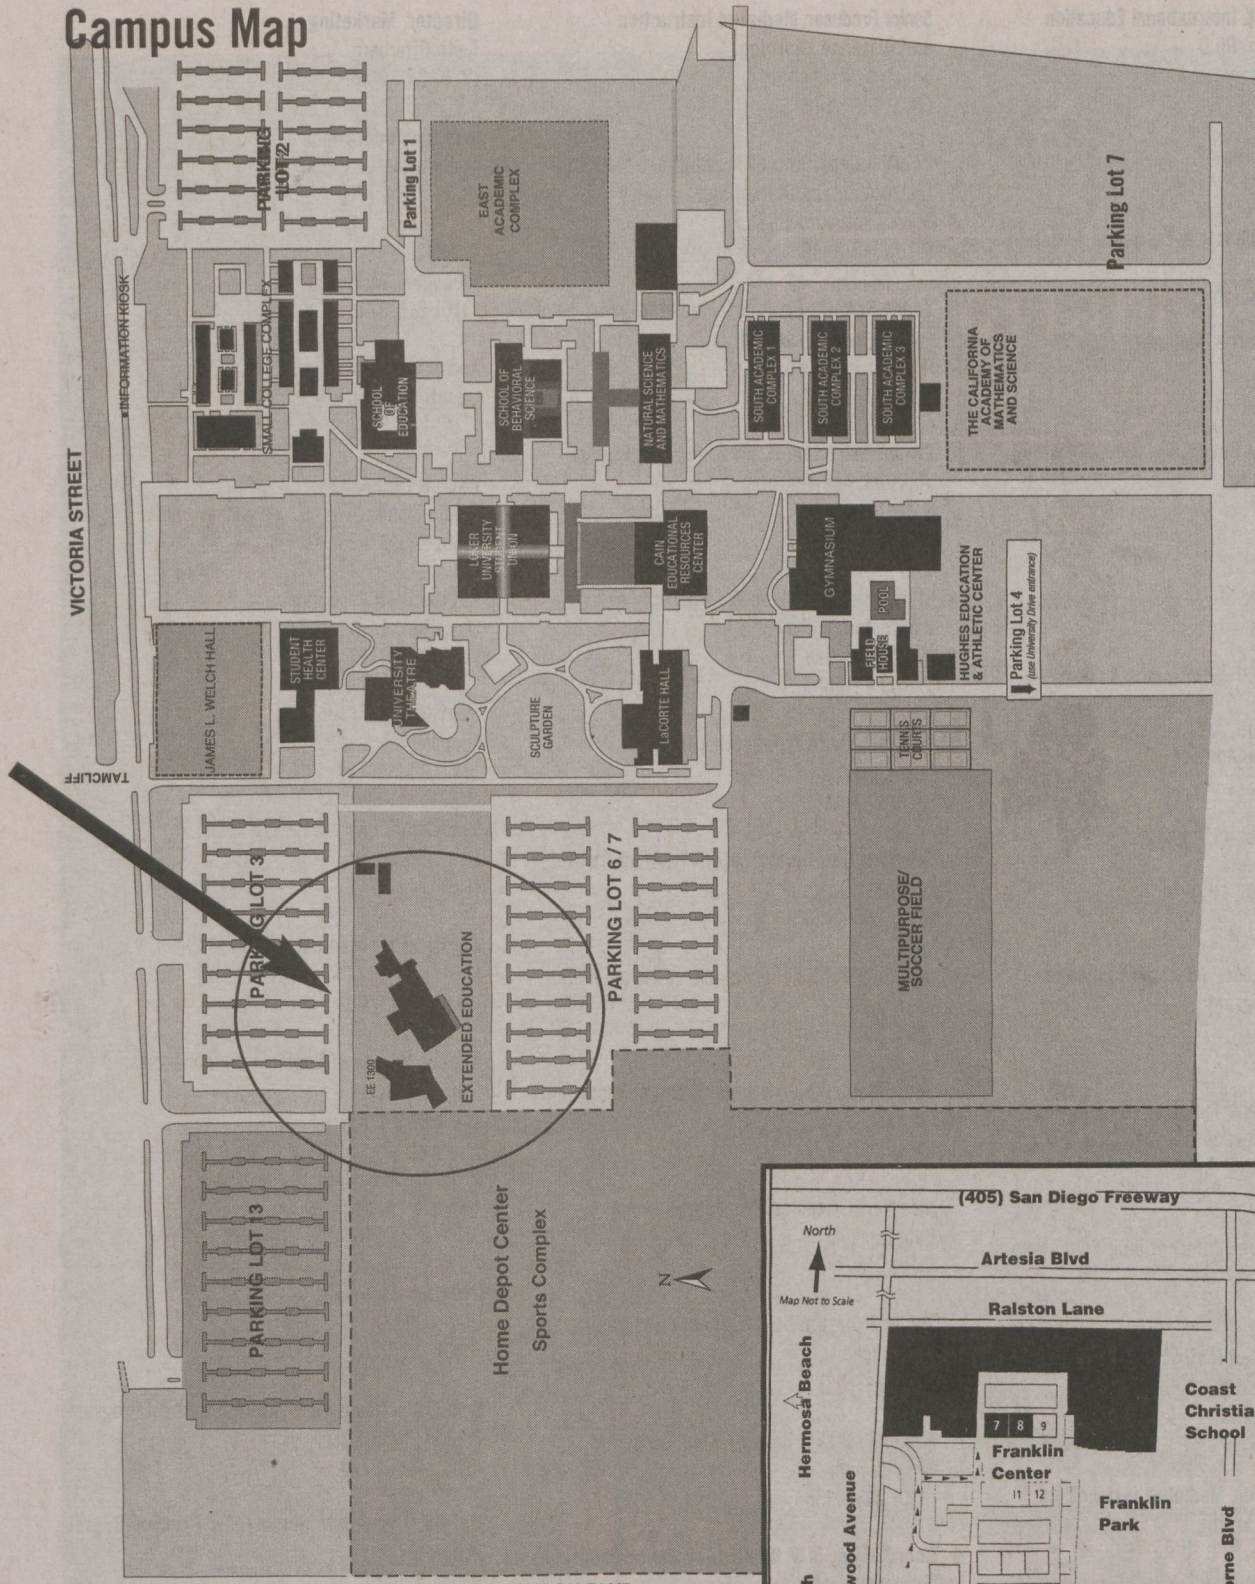 Campus Map
PARKING
LOT 2
Parking Lot 1
EAST
ACADEMIC
COMPLEX
Parking Lot 7
INFORMATION KIOSK
SMALL COLLEGE COMPLEX
SCHOOL
OF
EDUCATION
SCHOOL OF
BEHAVIORAL
SCIENCE
NATURAL SCIENCE
AND MATHEMATICS
SOUTH ACADEMIC
COMPLEX 1
SOUTH ACADEMIC
COMPLEX 2
SOUTH ACADEMIC
COMPLEX 3
THE CALIFORNIA
ACADEMY OF
MATHEMATICS
AND SCIENCE
VICTORIA STREET
LOKER
UNIVERSITY
STUDENT
UNION
CAIN
EDUCATIONAL
RESOURCES
CENTER
GYMNASIUM
POOL
FIELD
HOUSE
HUGHES EDUCATION
& ATHLETIC CENTER
Parking Lot 4
(use University Drive entrance)
JAMES L. WELCH HALL
STUDENT
HEALTH
CENTER
UNIVERSITY
THEATRE
SCULPTURE
GARDEN
LaCORTE HALL
TENNIS
COURTS
TAMCLIFF
PARKING LOT 3
EE 1300
EXTENDED EDUCATION
PARKING LOT 6/7
MULTIPURPOSE/
SOCCER FIELD
PARKING LOT 13
Home Depot Center
Sports Complex
N
(405) San Diego Freeway
North
Map Not to Scale
Artesia Blvd
Ralston Lane
Hermosa Beach
7 8 9
Franklin
Center
11 12
Franklin
Park
Coast
Christia
School
wood Avenue
rne Blvd